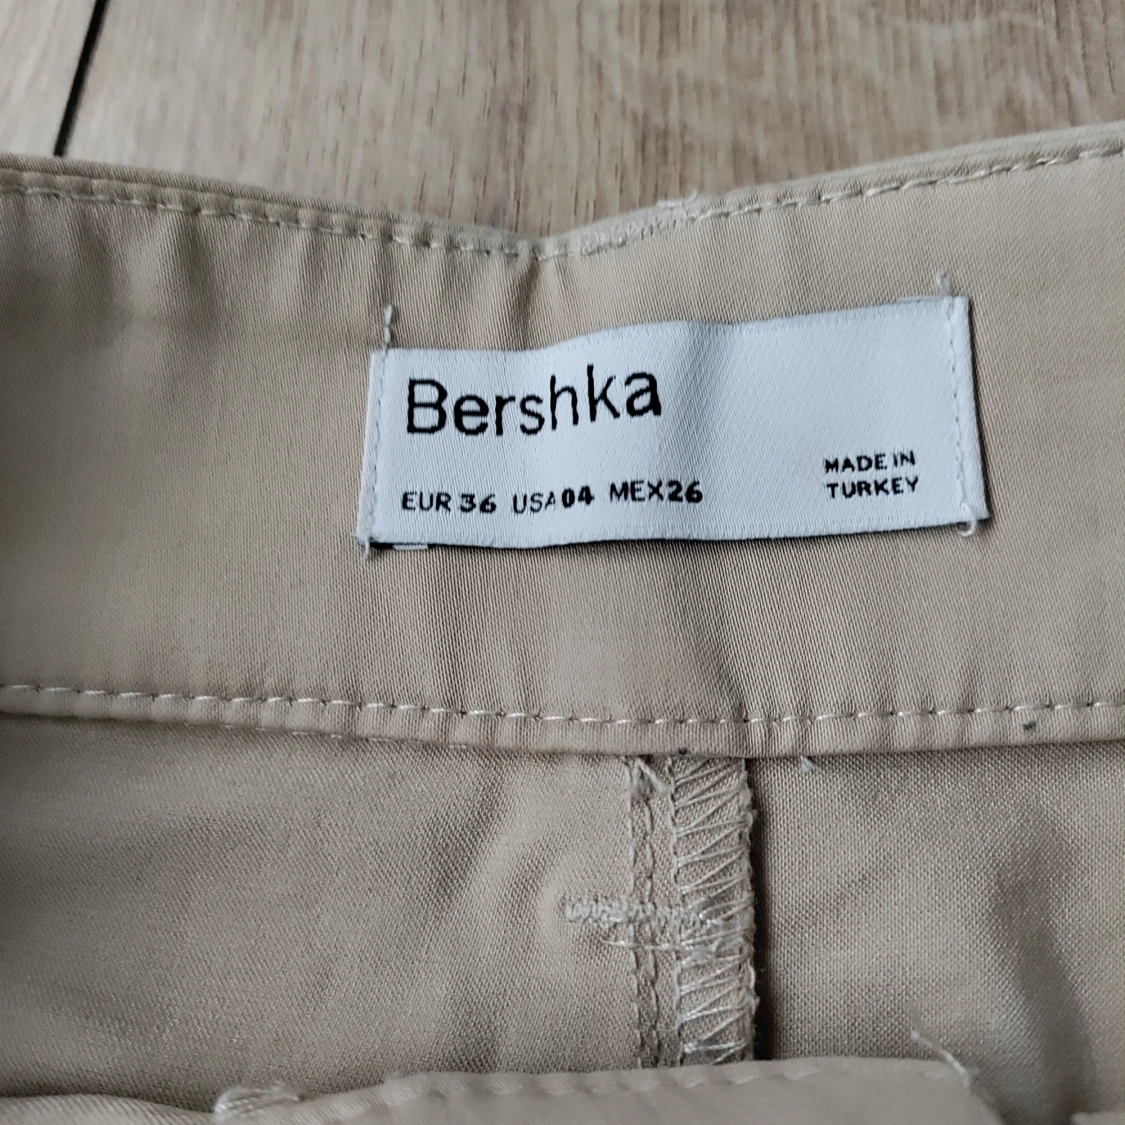 Bershka
EUR 36 USA 04 MEX 26
MADE IN
TURKEY